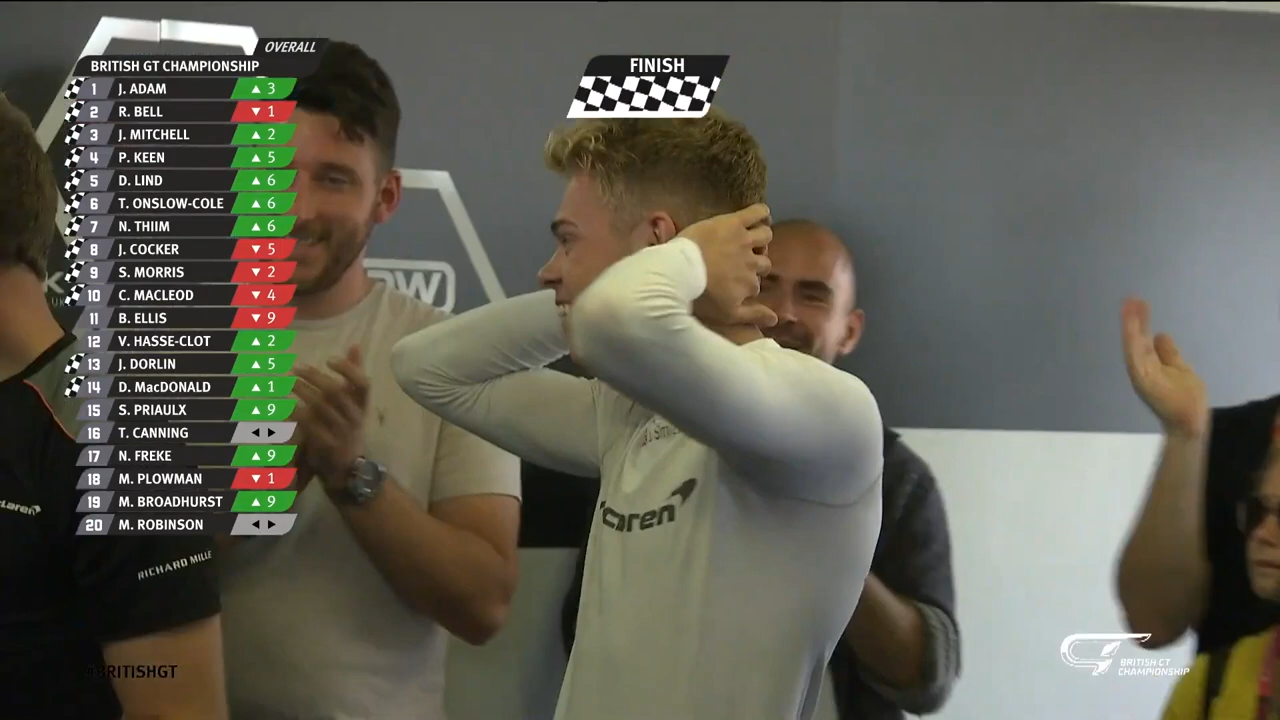 OVERALL
BRITISH GT CHAMPIONSHIP
1 J. ADAM ▲ 3
2 R. BELL ▼ 1
3 J. MITCHELL ▲ 2
4 P. KEEN ▲ 5
5 D. LIND ▲ 6
6 T. ONSLOW-COLE ▲ 6
7 N. THIIM ▲ 6
8 J. COCKER ▼ 5
9 S. MORRIS ▼ 2
10 C. MACLEOD ▼ 4
11 B. ELLIS ▼ 9
12 V. HASSE-CLOT ▲ 2
13 J. DORLIN ▲ 5
14 D. MacDONALD ▲ 1
15 S. PRIAULX ▲ 9
16 T. CANNING ◀ ▶
17 N. FREKE ▲ 9
18 M. PLOWMAN ▼ 1
19 M. BROADHURST ▲ 9
20 M. ROBINSON ◀ ▶
FINISH
RICHARD MILLE
#BRITISHGT
BRITISH GT
CHAMPIONSHIP